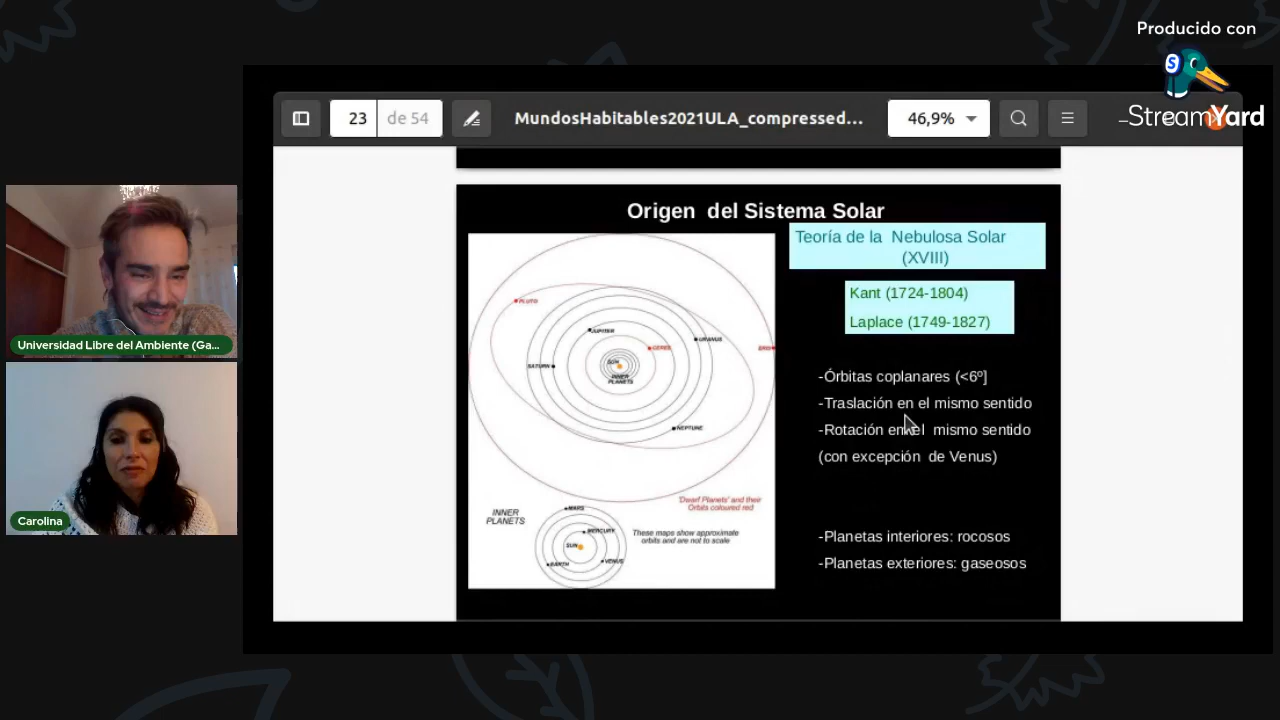 Producido con
StreamYard
23 de 54
MundosHabitables2021ULA_compressed...
46,9%
Origen del Sistema Solar
Teoría de la Nebulosa Solar
(XVIII)
Kant (1724-1804)
Laplace (1749-1827)
-Órbitas coplanares (<6º]
-Traslación en el mismo sentido
-Rotación en el mismo sentido
(con excepción de Venus)
-Planetas interiores: rocosos
-Planetas exteriores: gaseosos
PLUTO
JUPITER
URANUS
CERES
ERIS
SATURN
SUN
INNER
PLANETS
NEPTUNE
'Dwarf Planets' and their
Orbits coloured red
INNER
PLANETS
MARS
MERCURY
SUN
EARTH
VENUS
These maps show approximate
orbits and are not to scale
Universidad Libre del Ambiente (Ga...
Carolina